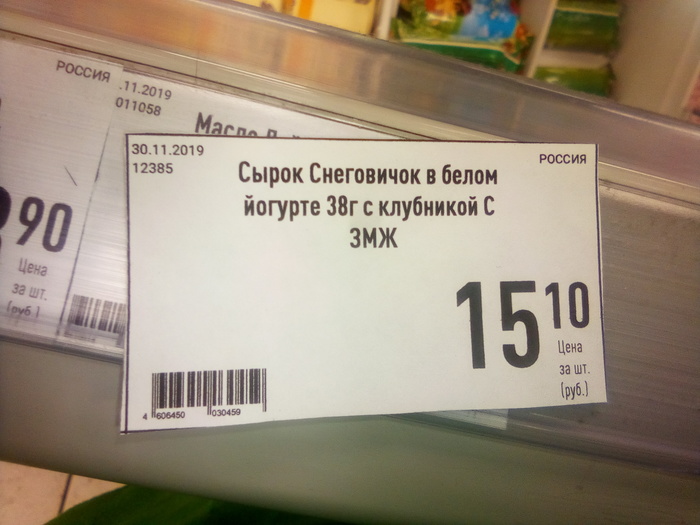 РОССИЯ
.11.2019
011058
Масло
90
Цена
за шт.
(руб.)
30.11.2019
12385
РОССИЯ
Сырок Снеговичок в белом
йогурте 38г с клубникой С
ЗМЖ
15 10
Цена
за шт.
(руб.)
4 606450 030459